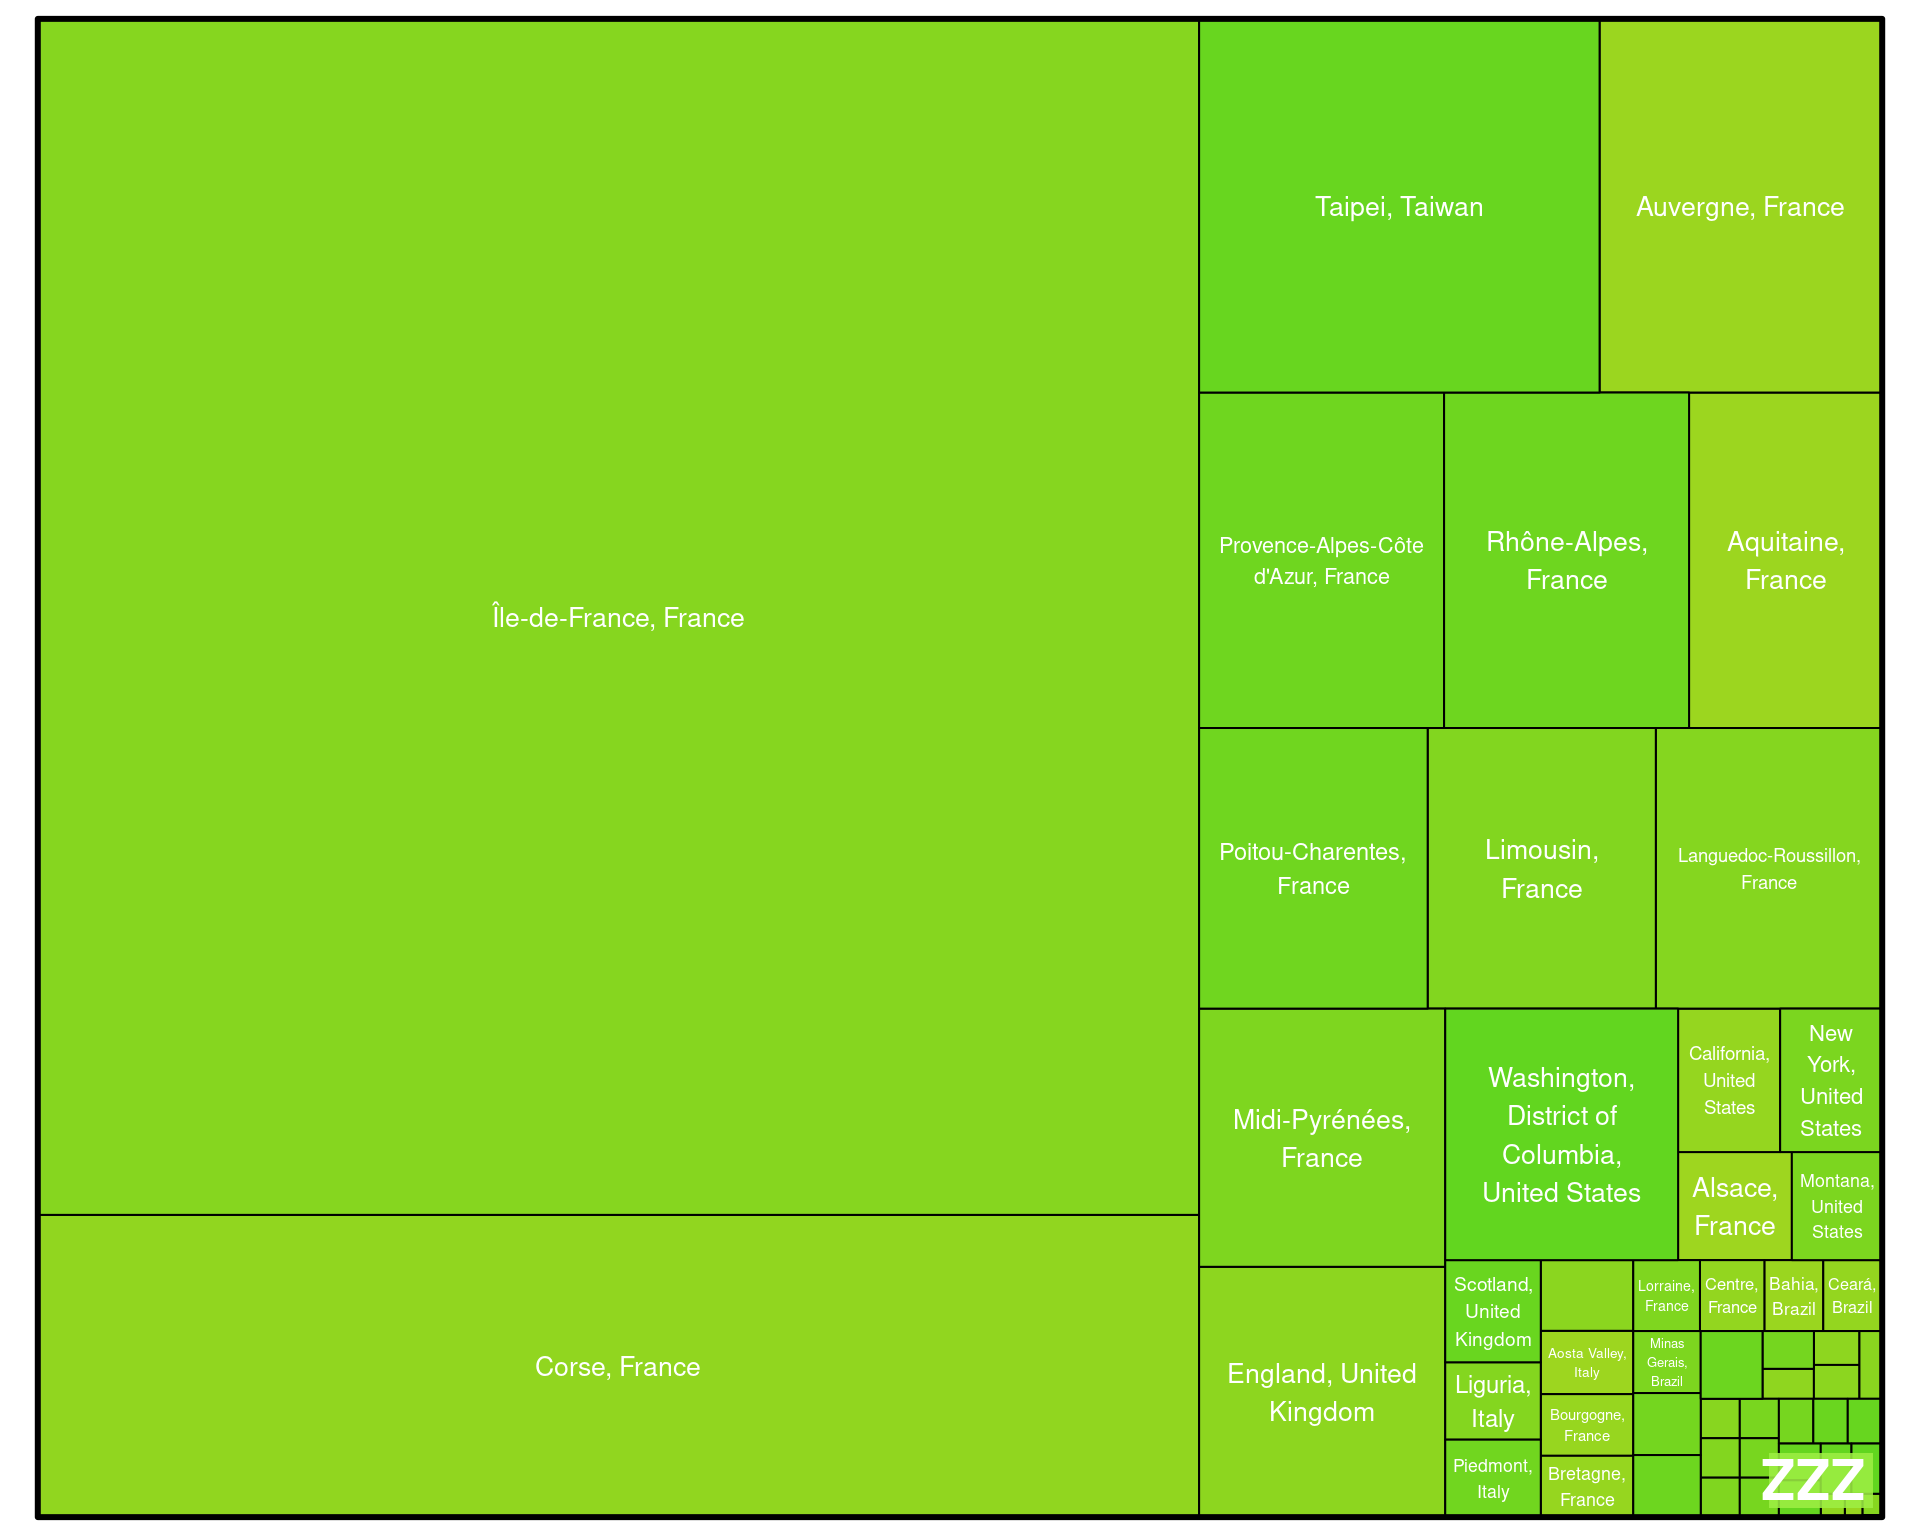 Île-de-France, France
Corse, France
Taipei, Taiwan
Auvergne, France
Provence-Alpes-Côte
d'Azur, France
Rhône-Alpes,
France
Aquitaine,
France
Poitou-Charentes,
France
Limousin,
France
Languedoc-Roussillon,
France
Midi-Pyrénées,
France
England, United
Kingdom
Washington,
District of
Columbia,
United States
California,
United
States
New
York,
United
States
Alsace,
France
Montana,
United
States
Scotland,
United
Kingdom
Liguria,
Italy
Piedmont,
Italy
Aosta Valley,
Italy
Bourgogne,
France
Bretagne,
France
Lorraine,
France
Minas
Gerais,
Brazil
Centre,
France
Bahia,
Brazil
Ceará,
Brazil
ZZZ